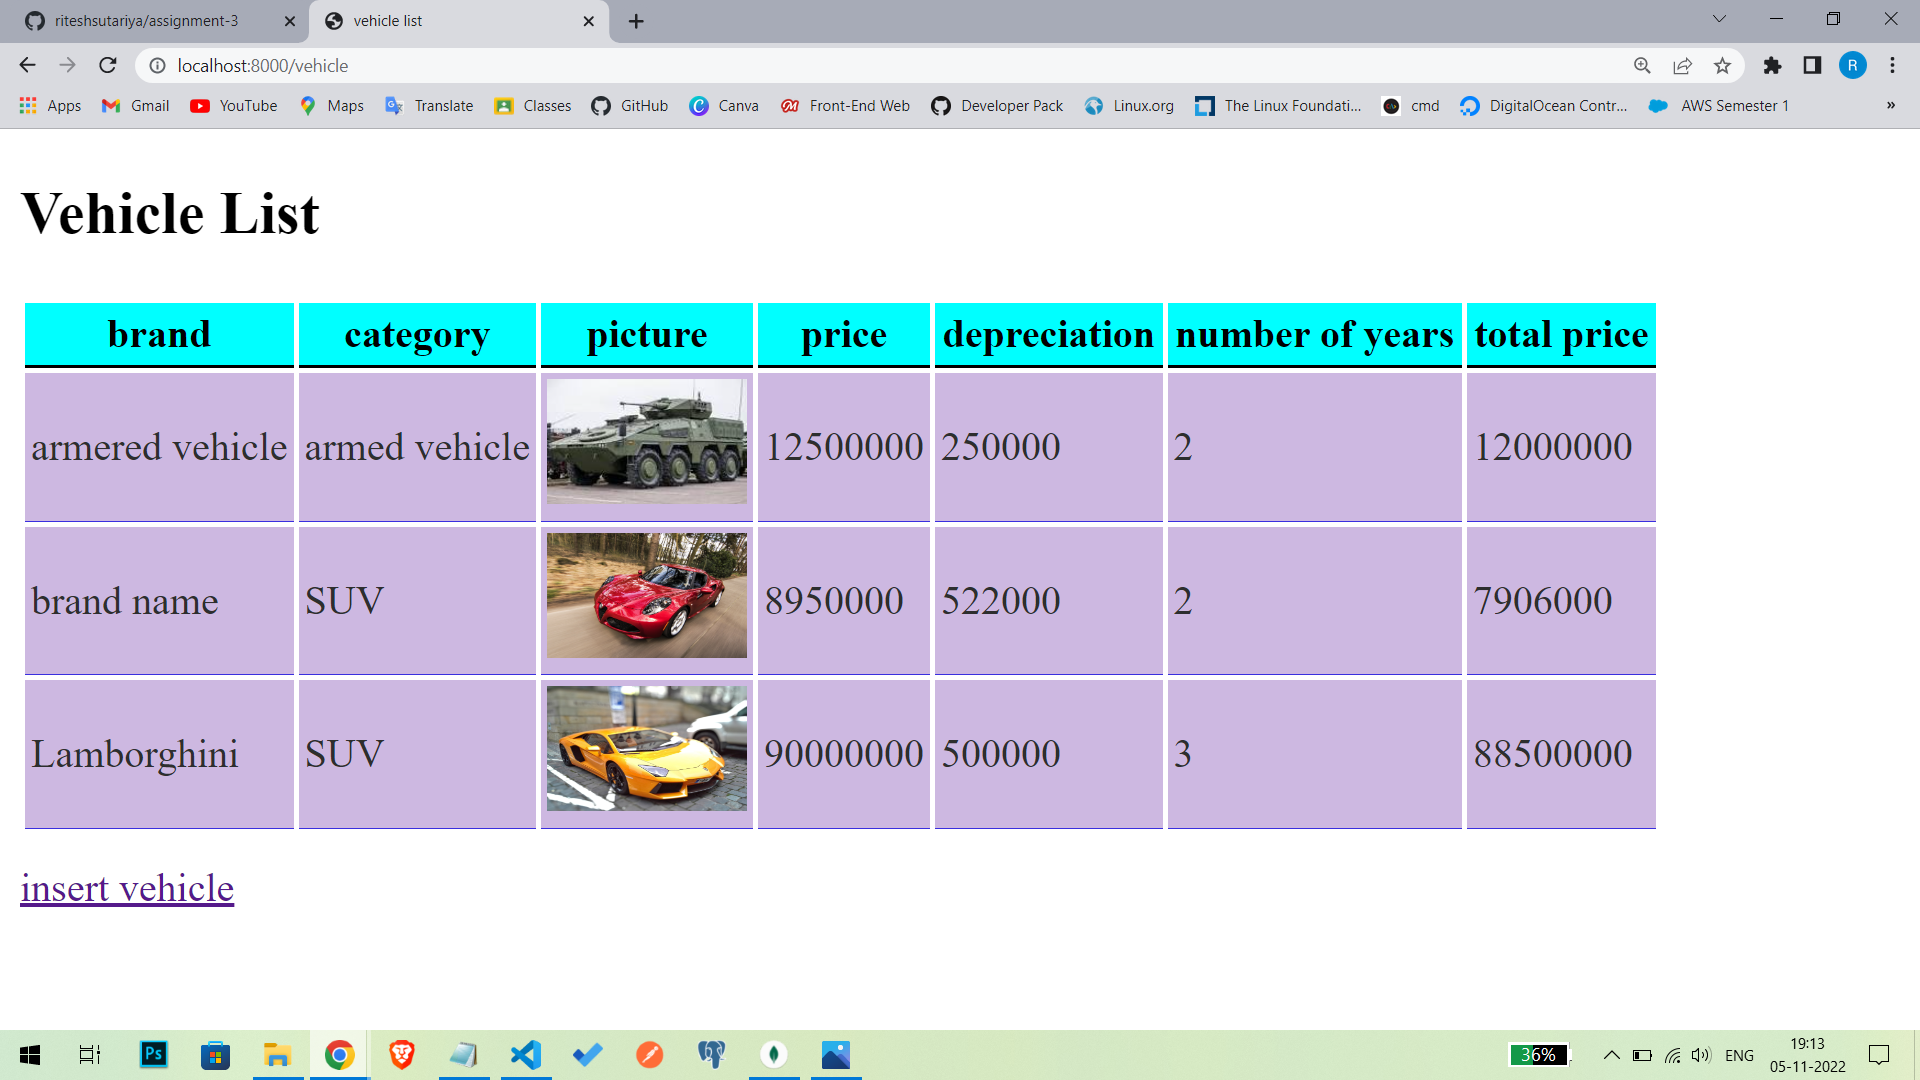 riteshsutariya/assignment-3
vehicle list
localhost:8000/vehicle
R
Apps Gmail YouTube Maps Translate Classes GitHub Canva Front-End Web Developer Pack Linux.org The Linux Foundati... cmd DigitalOcean Contr... AWS Semester 1 »
Vehicle List
brand category picture price depreciation number of years total price
armered vehicle armed vehicle 12500000 250000 2 12000000
brand name SUV 8950000 522000 2 7906000
Lamborghini SUV 90000000 500000 3 88500000
insert vehicle
Ps
36%
ENG
19:13
05-11-2022